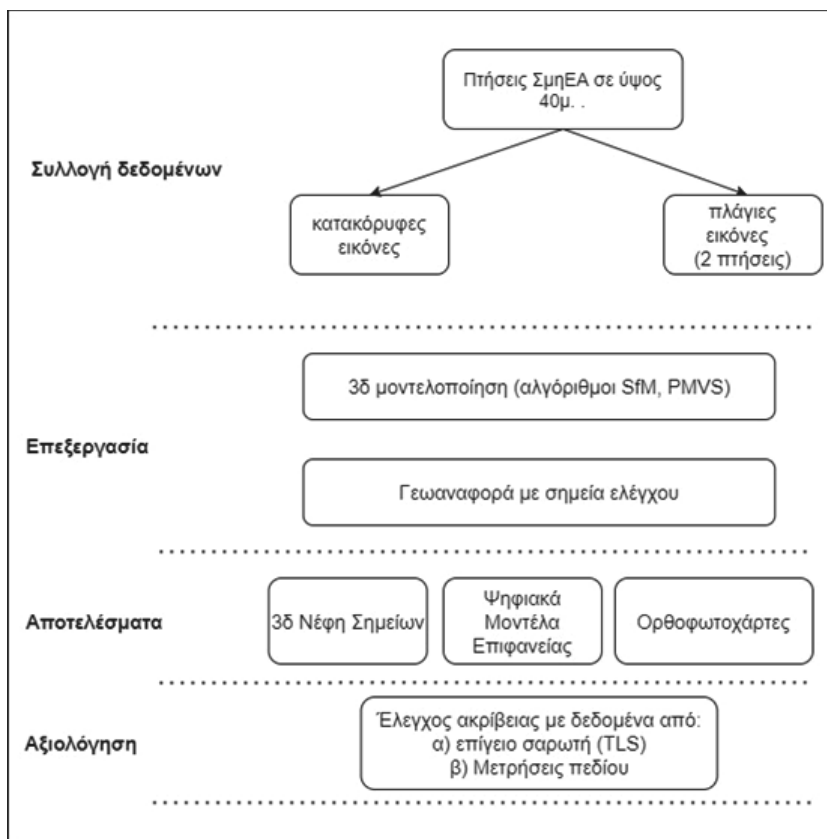 Πτήσεις ΣμηΕΑ σε ύψος
40μ. .
Συλλογή δεδομένων
κατακόρυφες
εικόνες
πλάγιες
εικόνες
(2 πτήσεις)
3δ μοντελοποίηση (αλγόριθμοι SfM, PMVS)
Επεξεργασία
Γεωαναφορά με σημεία ελέγχου
Αποτελέσματα
3δ Νέφη Σημείων
Ψηφιακά
Μοντέλα
Επιφανείας
Ορθοφωτοχάρτες
Αξιολόγηση
Έλεγχος ακρίβειας με δεδομένα από:
α) επίγειο σαρωτή (TLS)
β) Μετρήσεις πεδίου